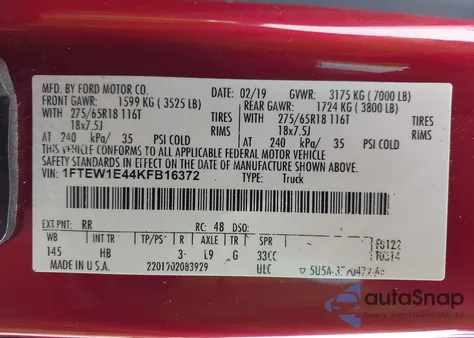 MFD. BY FORD MOTOR CO. 02/19 GVWR: 3175 KG ( 7000 LB)
FRONT GAWR: 1599 KG ( 3525 LB) REAR GAWR: 1724 KG ( 3800 LB)
WITH 275/65R18 116T TIRES WITH 275/65R18 116T TIRES
18x7.5J RIMS 18x7.5J RIMS
AT 240 kPa/ 35 PSI COLD AT 240 kPa/ 35 PSI COLD
THIS VEHICLE CONFORMS TO ALL APPLICABLE FEDERAL MOTOR VEHICLE
SAFETY AND THEFT PREVENTION STANDARDS IN EFFECT ON THE DATE OF MANUFACTURE SHOWN ABOVE.
VIN: 1FTEW1E44KFB16372 TYPE: Truck
EXT PNT: RR RC: 48 DSO:
WB INT TR TP/PS R AXLE TR SPR
145 HB 3 L9 G 33CC
MADE IN U.S.A. 2201702083929 ULC
autaSnap